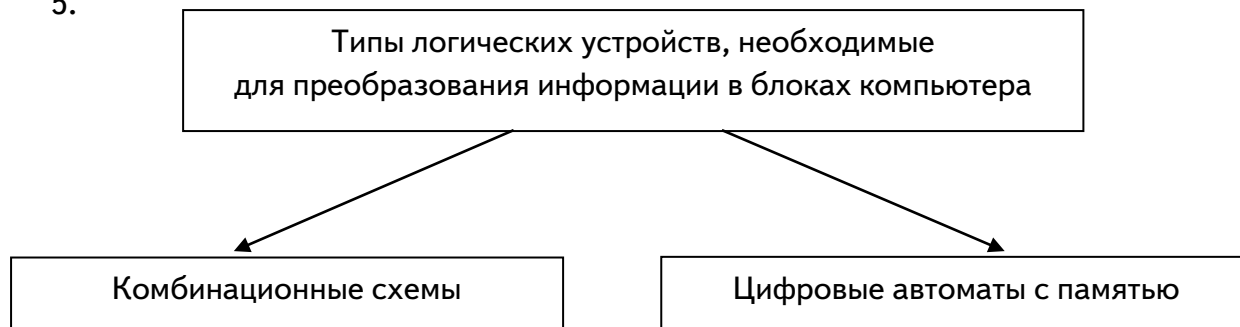 5.
Типы логических устройств, необходимые
для преобразования информации в блоках компьютера
Комбинационные схемы
Цифровые автоматы с памятью